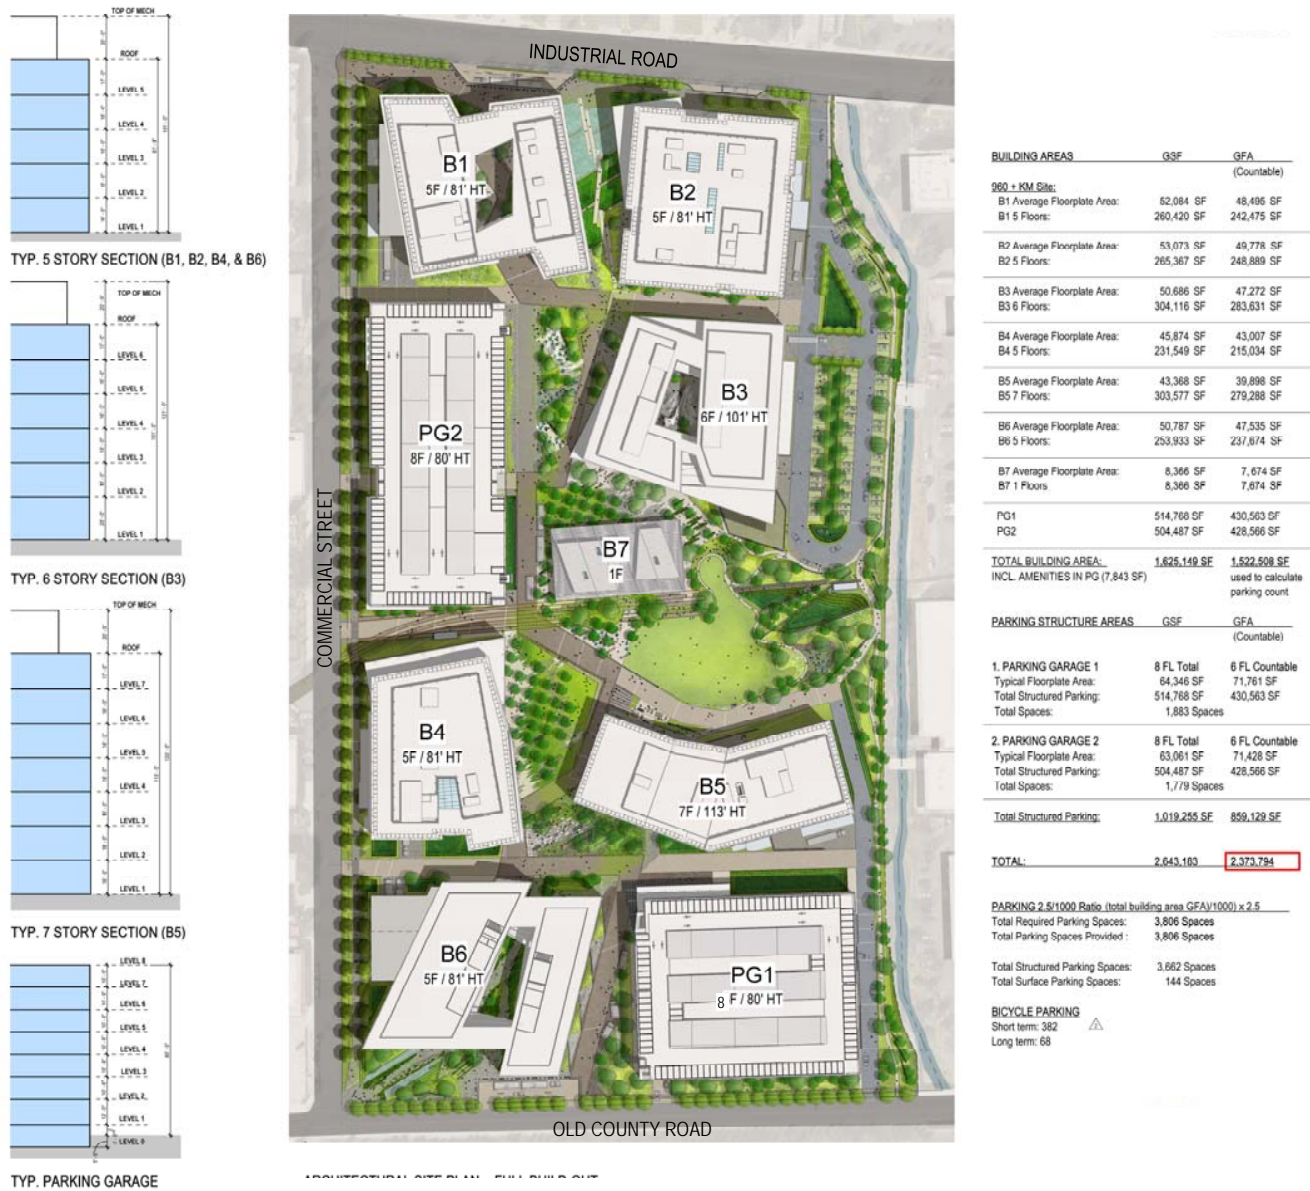 TOP OF MECH
ROOF
LEVEL 5
LEVEL 4
LEVEL 3
LEVEL 2
LEVEL 1
TYP. 5 STORY SECTION (B1, B2, B4, & B6)
TOP OF MECH
ROOF
LEVEL 6
LEVEL 5
LEVEL 4
LEVEL 3
LEVEL 2
LEVEL 1
TYP. 6 STORY SECTION (B3)
TOP OF MECH
ROOF
LEVEL 7
LEVEL 6
LEVEL 5
LEVEL 4
LEVEL 3
LEVEL 2
LEVEL 1
TYP. 7 STORY SECTION (B5)
LEVEL 8
LEVEL 7
LEVEL 6
LEVEL 5
LEVEL 4
LEVEL 3
LEVEL 2
LEVEL 1
LEVEL 0
TYP. PARKING GARAGE
INDUSTRIAL ROAD
B1
5F / 81' HT
B2
5F / 81' HT
B3
6F / 101' HT
PG2
8F / 80' HT
COMMERCIAL STREET
B7
1F
B4
5F / 81' HT
B5
7F / 113' HT
B6
5F / 81' HT
PG1
8 F / 80' HT
OLD COUNTY ROAD
ARCHITECTURAL SITE PLAN - FULL BUILD OUT
BUILDING AREAS GSF GFA
(Countable)
960 + KM Site:
B1 Average Floorplate Area: 52,084 SF 48,495 SF
B1 5 Floors: 260,420 SF 242,475 SF
B2 Average Floorplate Area: 53,073 SF 49,778 SF
B2 5 Floors: 265,367 SF 248,889 SF
B3 Average Floorplate Area: 50,686 SF 47,272 SF
B3 6 Floors: 304,116 SF 283,631 SF
B4 Average Floorplate Area: 45,874 SF 43,007 SF
B4 5 Floors: 231,549 SF 215,034 SF
B5 Average Floorplate Area: 43,368 SF 39,898 SF
B5 7 Floors: 303,577 SF 279,288 SF
B6 Average Floorplate Area: 50,787 SF 47,535 SF
B6 5 Floors: 253,933 SF 237,674 SF
B7 Average Floorplate Area: 8,366 SF 7,674 SF
B7 1 Floors 8,366 SF 7,674 SF
PG1 514,768 SF 430,563 SF
PG2 504,487 SF 428,566 SF
TOTAL BUILDING AREA: 1,625,149 SF 1,522,508 SF
INCL. AMENITIES IN PG (7,843 SF) used to calculate
parking count
PARKING STRUCTURE AREAS GSF GFA
(Countable)
1. PARKING GARAGE 1 8 FL Total 6 FL Countable
Typical Floorplate Area: 64,346 SF 71,761 SF
Total Structured Parking: 514,768 SF 430,563 SF
Total Spaces: 1,883 Spaces
2. PARKING GARAGE 2 8 FL Total 6 FL Countable
Typical Floorplate Area: 63,061 SF 71,428 SF
Total Structured Parking: 504,487 SF 428,566 SF
Total Spaces: 1,779 Spaces
Total Structured Parking: 1,019,255 SF 859,129 SF
TOTAL: 2,643,183 2,373,794
PARKING 2.5/1000 Ratio (total building area GFA)/1000) x 2.5
Total Required Parking Spaces: 3,806 Spaces
Total Parking Spaces Provided : 3,806 Spaces
Total Structured Parking Spaces: 3,662 Spaces
Total Surface Parking Spaces: 144 Spaces
BICYCLE PARKING
Short term: 382
Long term: 68